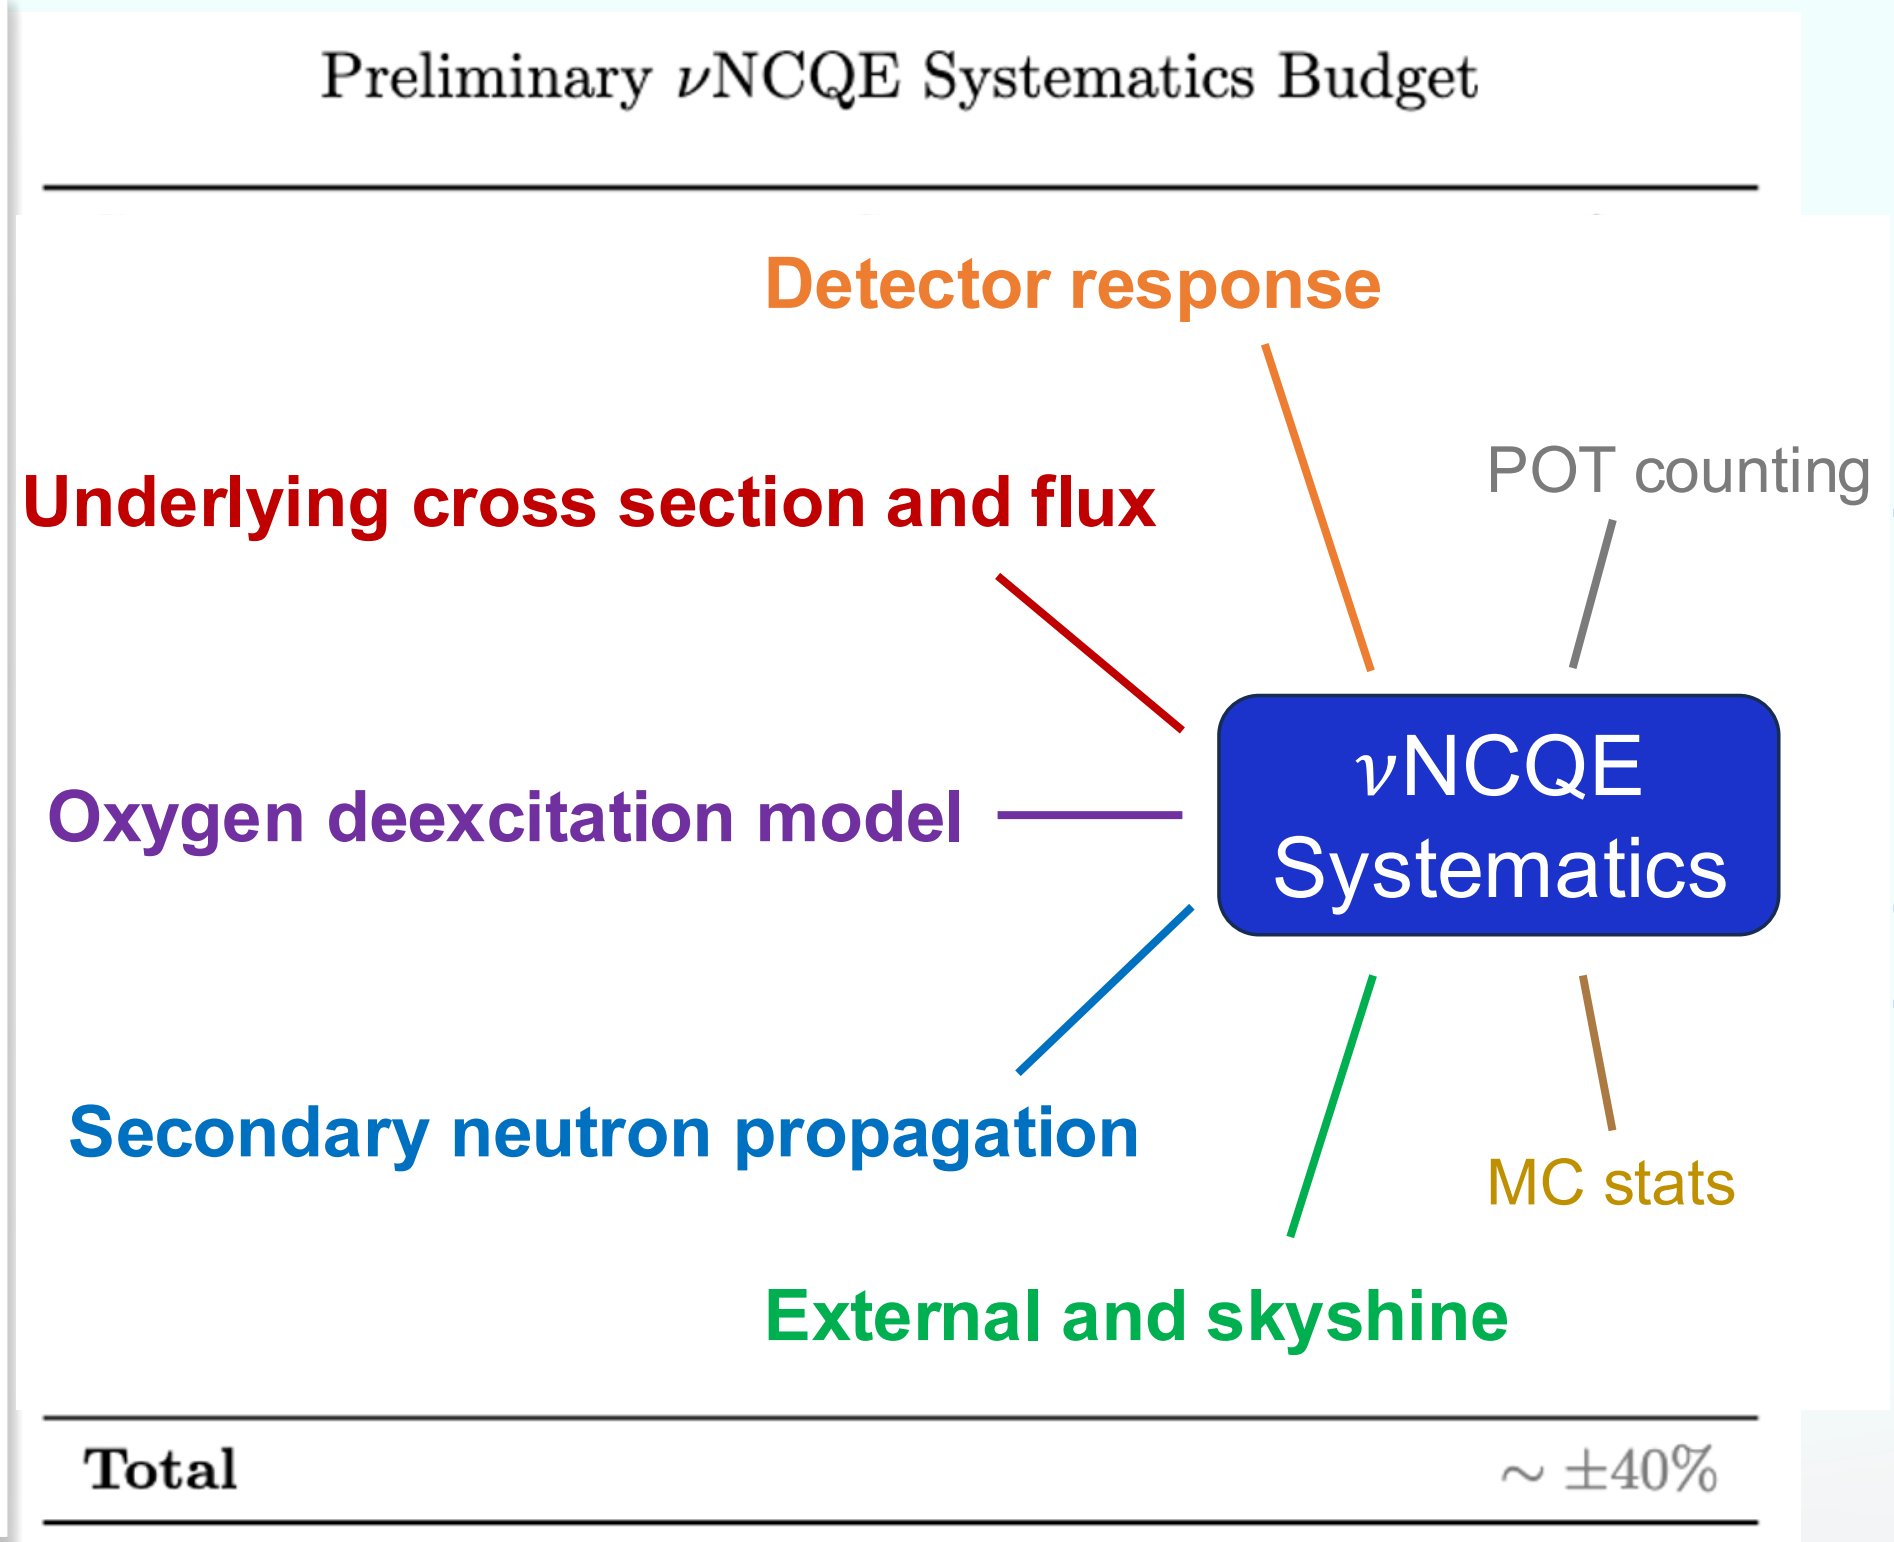 Preliminary νNCQE Systematics Budget
Detector response
POT counting
Underlying cross section and flux
νNCQE
Systematics
Oxygen deexcitation model
Secondary neutron propagation
MC stats
External and skyshine
Total ∼ ±40%